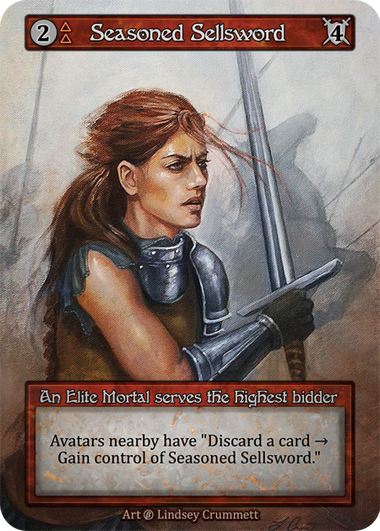 2 Seasoned Sellsword 4
An Elite Mortal serves the highest bidder
Avatars nearby have "Discard a card →
Gain control of Seasoned Sellsword."
Art @ Lindsey Crummett